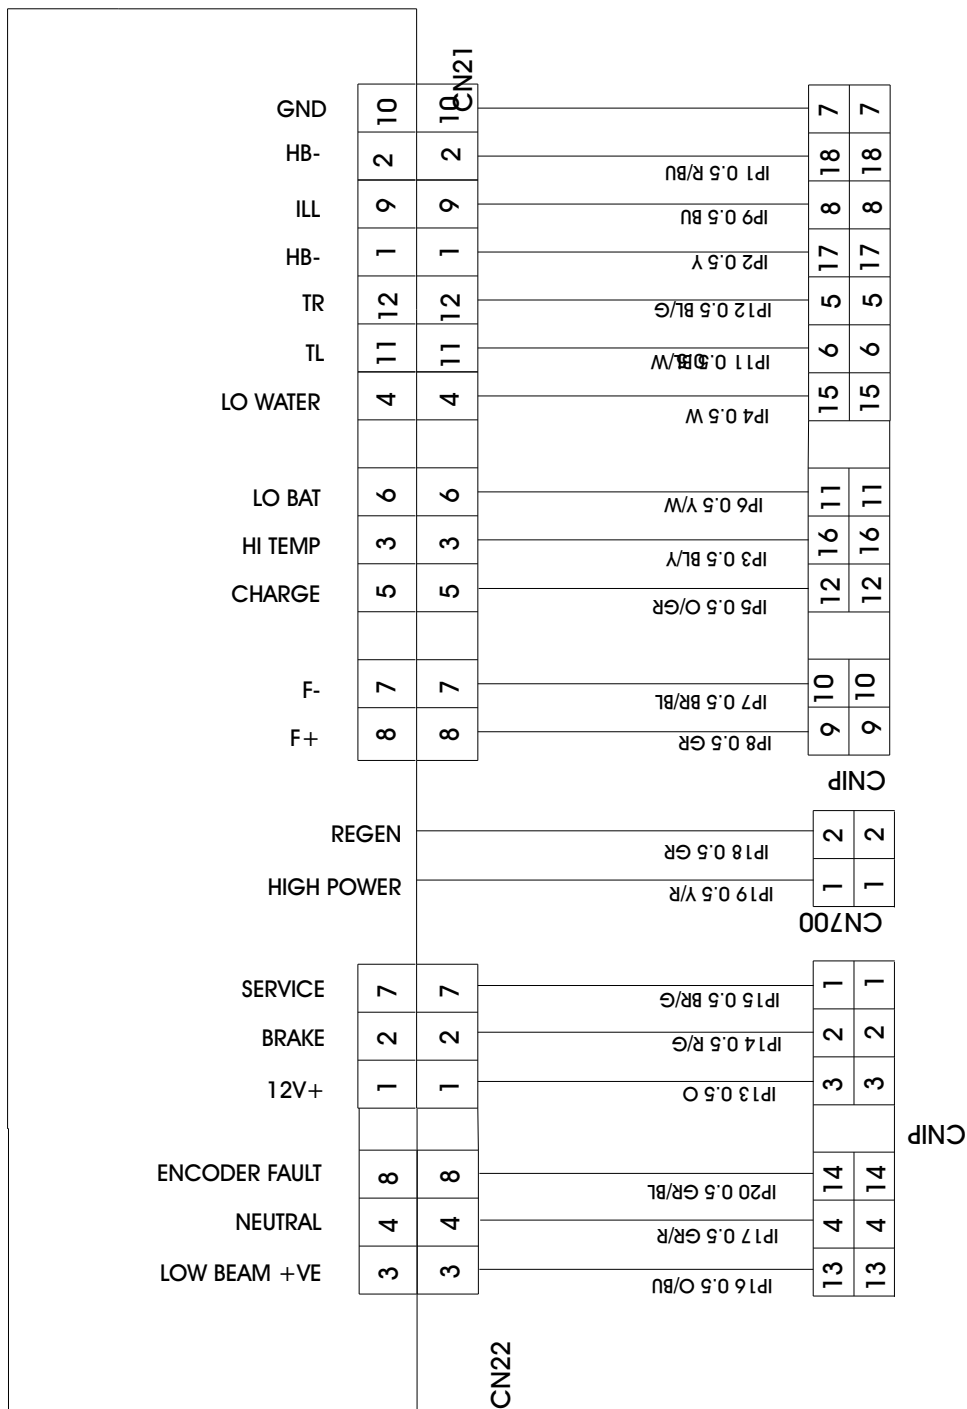 CN21
GND 10 10 7 7
HB- 2 2 IP1 0.5 R/BU 18 18
ILL 9 9 IP9 0.5 BU 8 8
HB- 1 1 IP2 0.5 Y 17 17
TR 12 12 IP12 0.5 BL/G 5 5
TL 11 11 IP11 0.5 BL/W 6 6
LO WATER 4 4 IP4 0.5 W 15 15
LO BAT 6 6 IP6 0.5 Y/W 11 11
HI TEMP 3 3 IP3 0.5 BL/Y 16 16
CHARGE 5 5 IP5 0.5 O/GR 12 12
F- 7 7 IP7 0.5 BR/BL 10 10
F+ 8 8 IP8 0.5 GR 9 9
CNIP
REGEN IP18 0.5 GR 2 2
HIGH POWER IP19 0.5 Y/R 1 1
CN700
SERVICE 7 7 IP15 0.5 BR/G 1 1
BRAKE 2 2 IP14 0.5 R/G 2 2
12V+ 1 1 IP13 0.5 O 3 3
CNIP
ENCODER FAULT 8 8 IP20 0.5 GR/BL 14 14
NEUTRAL 4 4 IP17 0.5 GR/R 4 4
LOW BEAM +VE 3 3 IP16 0.5 O/BU 13 13
CN22